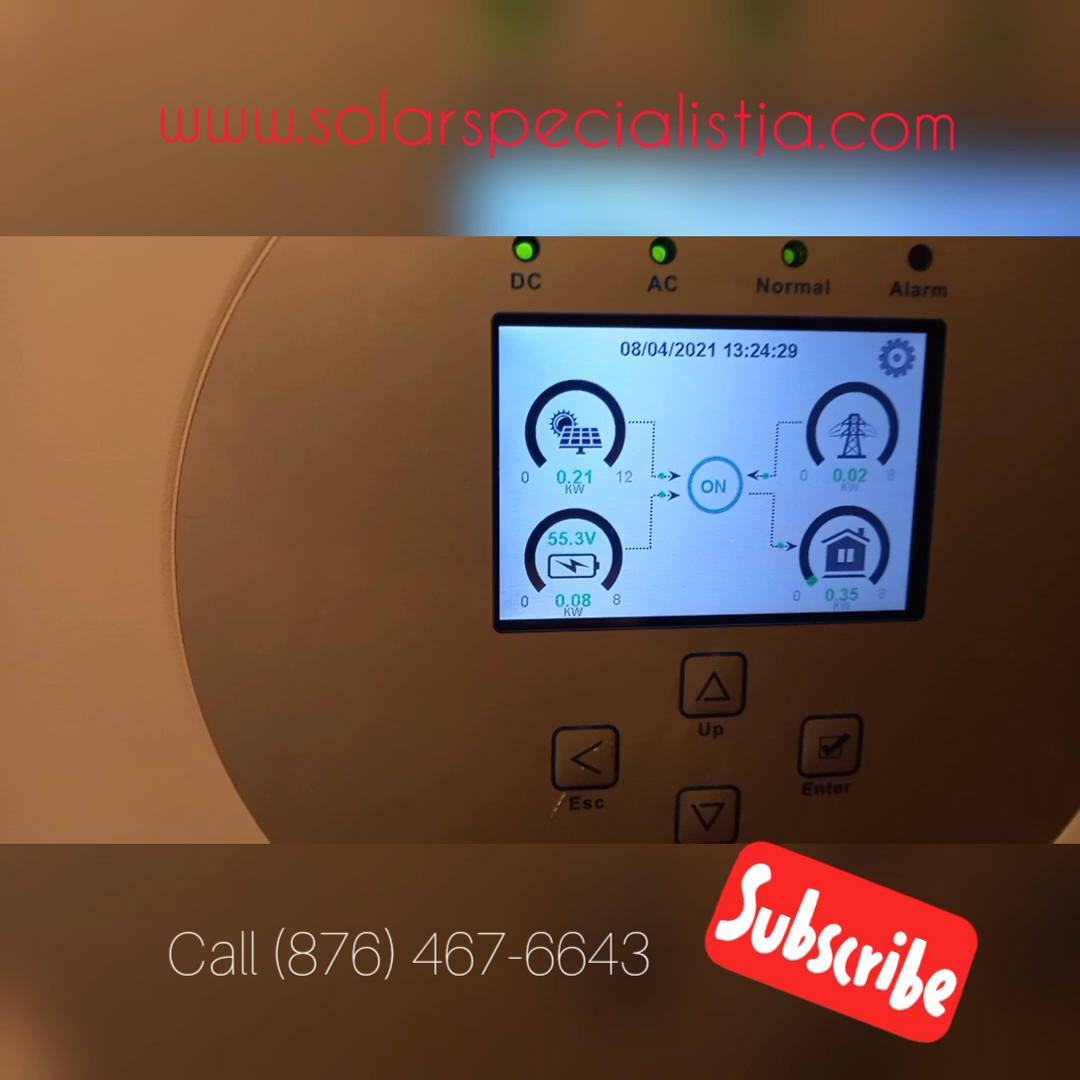 www.solarspecialistja.com
DC AC Normal Alarm
08/04/2021 13:24:29
0 0.21 12
KW
0 0.02 8
KW
ON
55.3V
0 0.08 8
KW
0 0.35 8
KW
Up
Esc
Enter
Call (876) 467-6643
Subscribe